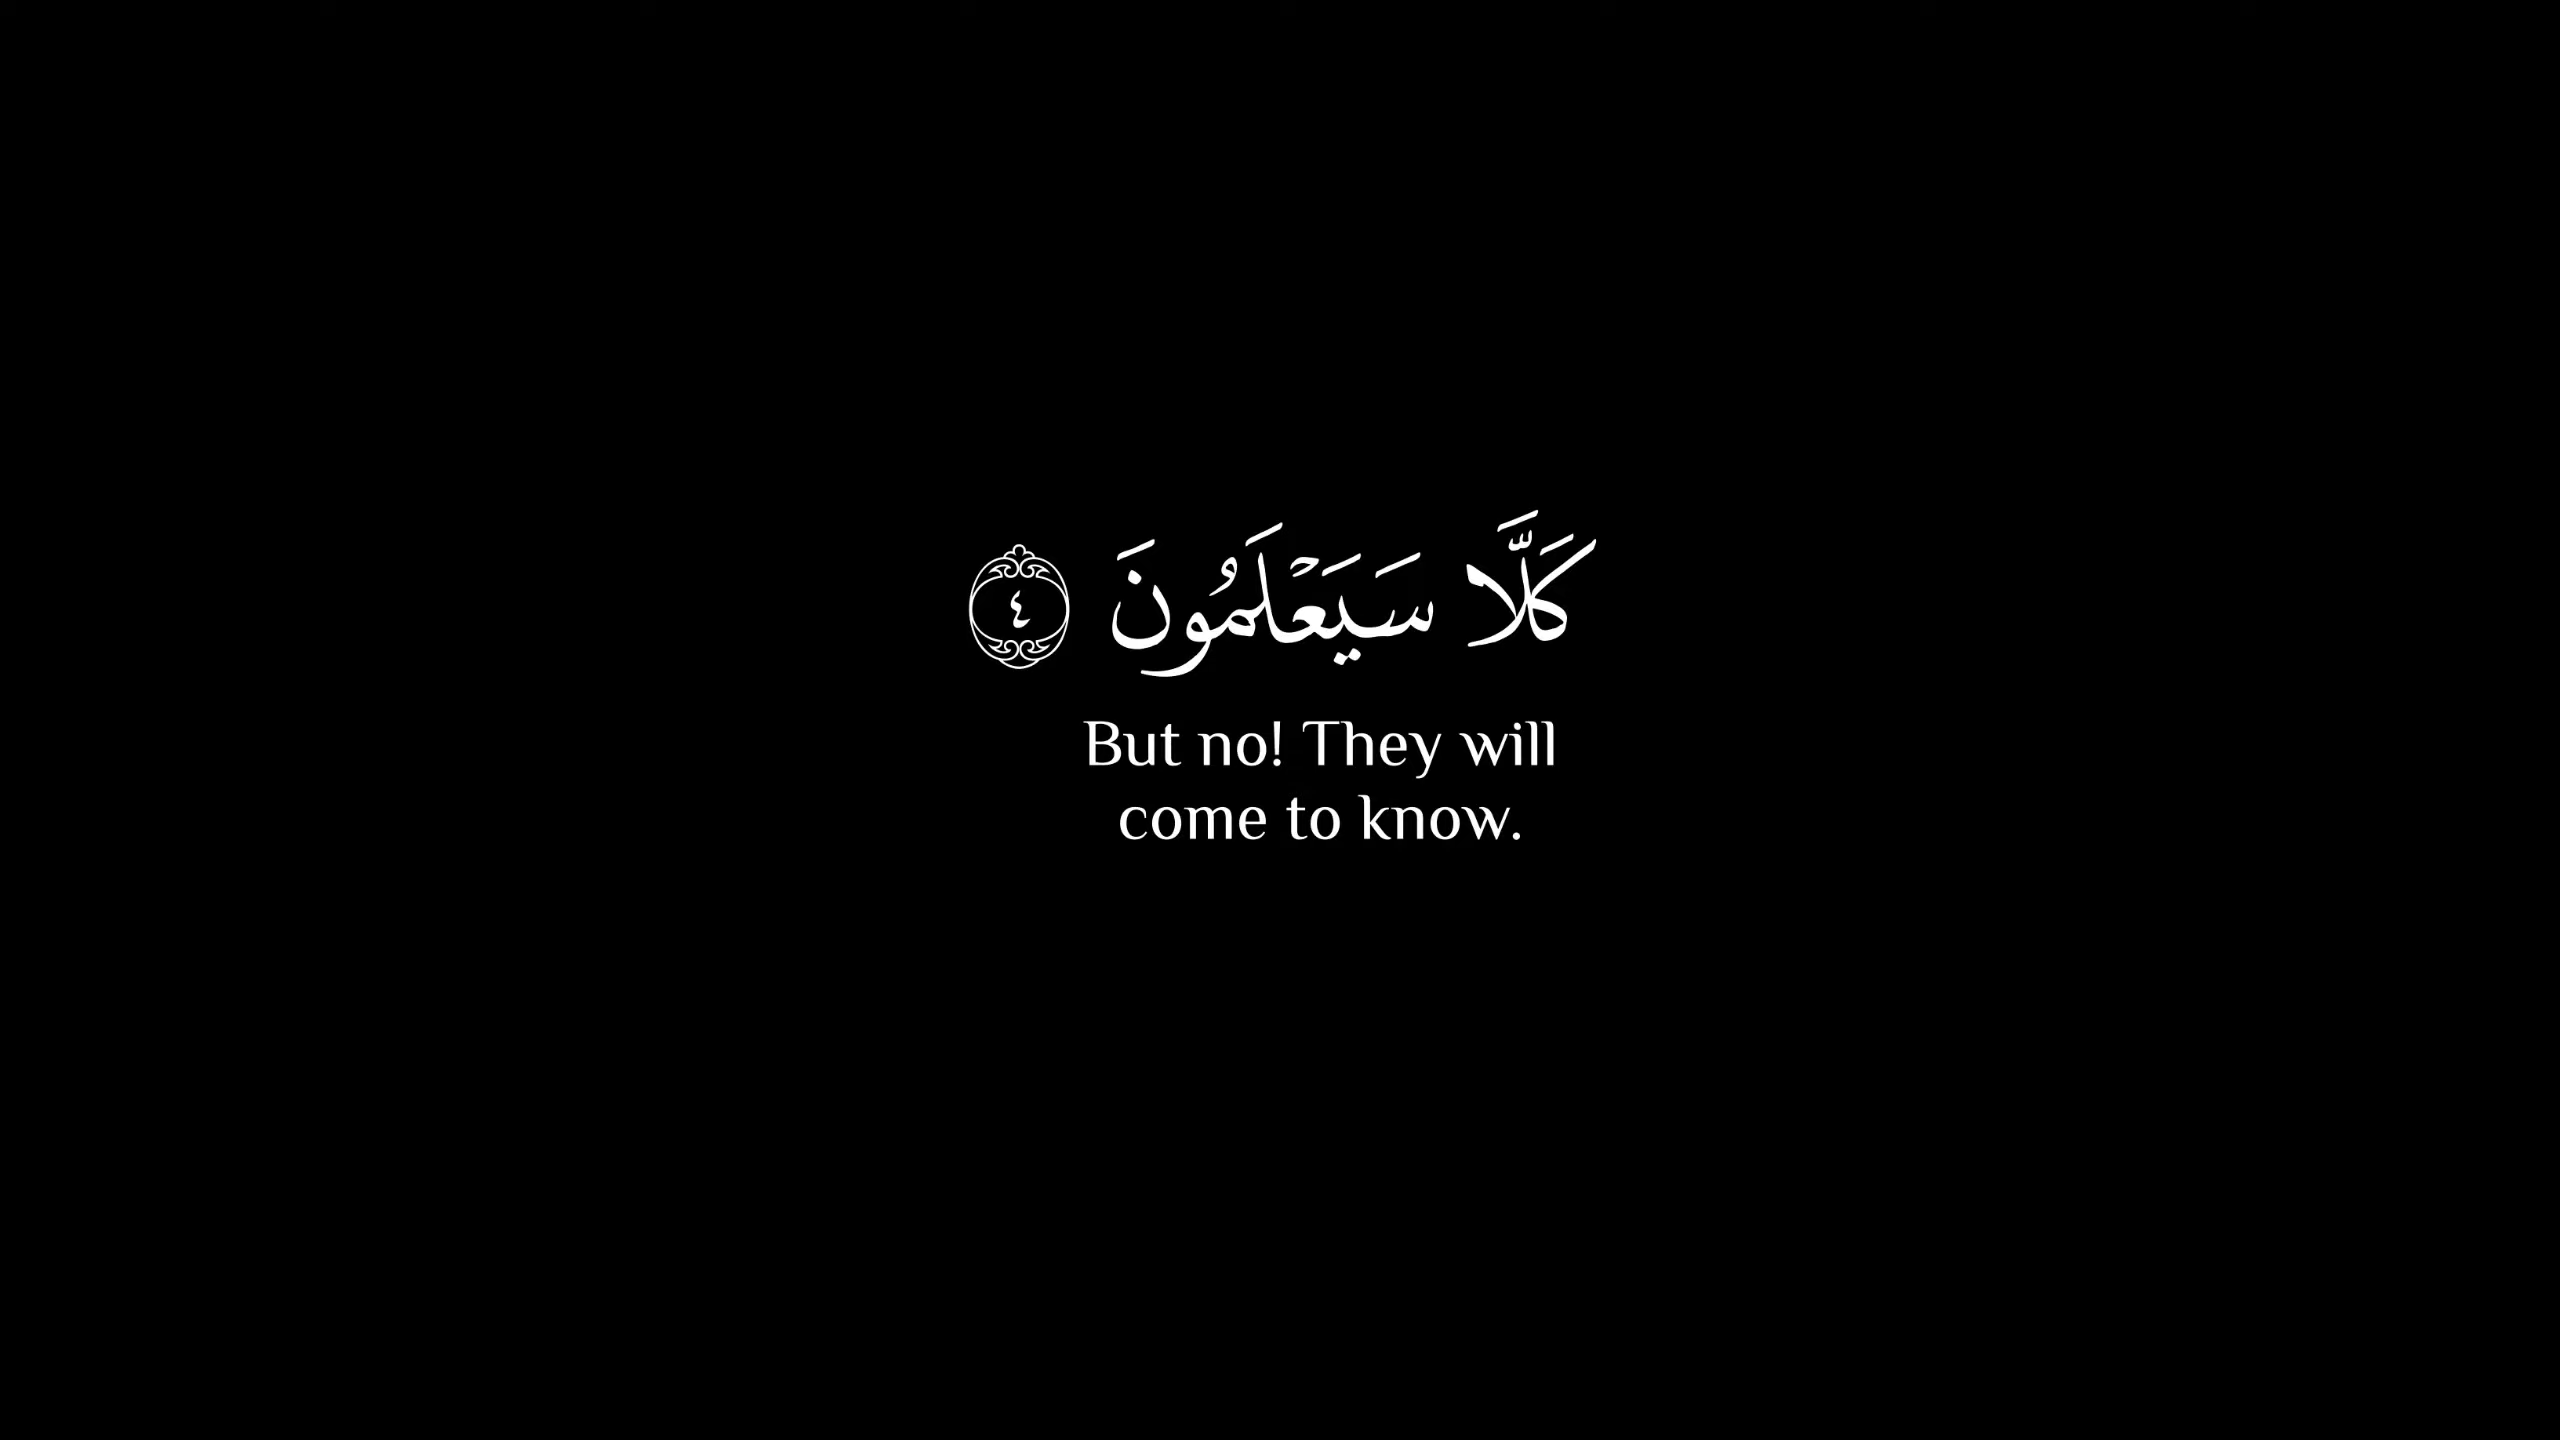 كَلَّا سَيَعْلَمُونَ ٤
But no! They will
come to know.